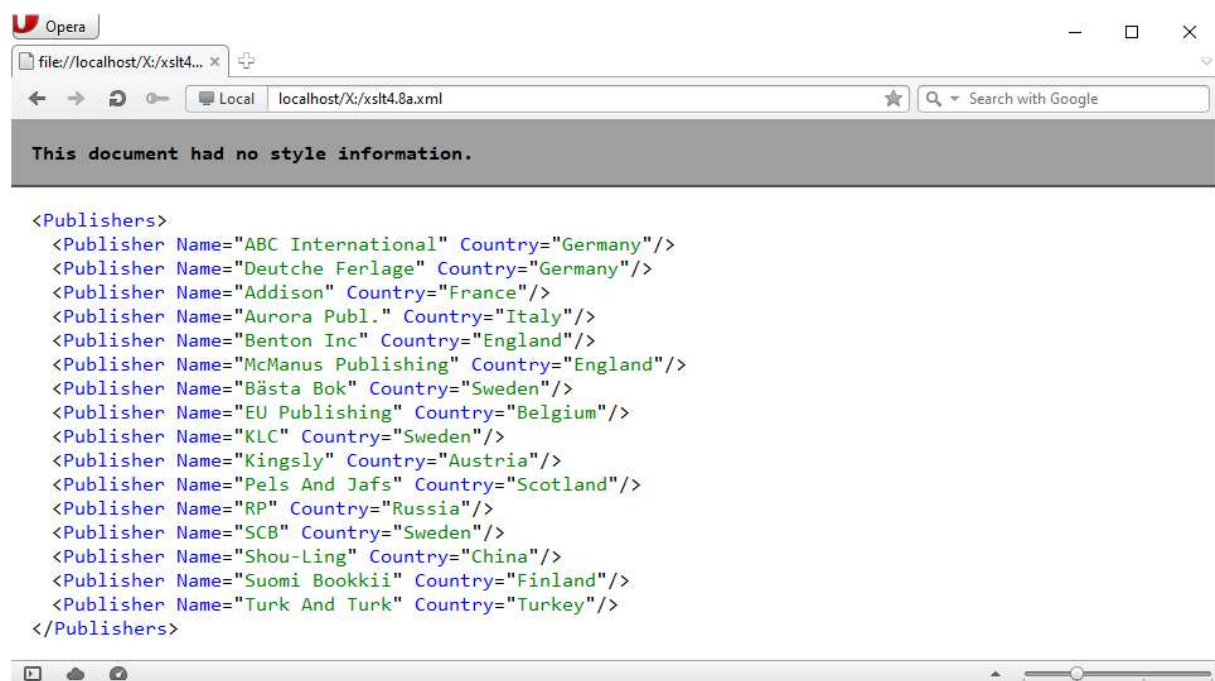 Opera
file://localhost/X:/xslt4...
Local localhost/X:/xslt4.8a.xml Search with Google
This document had no style information.
<Publishers>
<Publisher Name="ABC International" Country="Germany"/>
<Publisher Name="Deutche Ferlage" Country="Germany"/>
<Publisher Name="Addison" Country="France"/>
<Publisher Name="Aurora Publ." Country="Italy"/>
<Publisher Name="Benton Inc" Country="England"/>
<Publisher Name="McManus Publishing" Country="England"/>
<Publisher Name="Bästa Bok" Country="Sweden"/>
<Publisher Name="EU Publishing" Country="Belgium"/>
<Publisher Name="KLC" Country="Sweden"/>
<Publisher Name="Kingsly" Country="Austria"/>
<Publisher Name="Pels And Jafs" Country="Scotland"/>
<Publisher Name="RP" Country="Russia"/>
<Publisher Name="SCB" Country="Sweden"/>
<Publisher Name="Shou-Ling" Country="China"/>
<Publisher Name="Suomi Bookkii" Country="Finland"/>
<Publisher Name="Turk And Turk" Country="Turkey"/>
</Publishers>